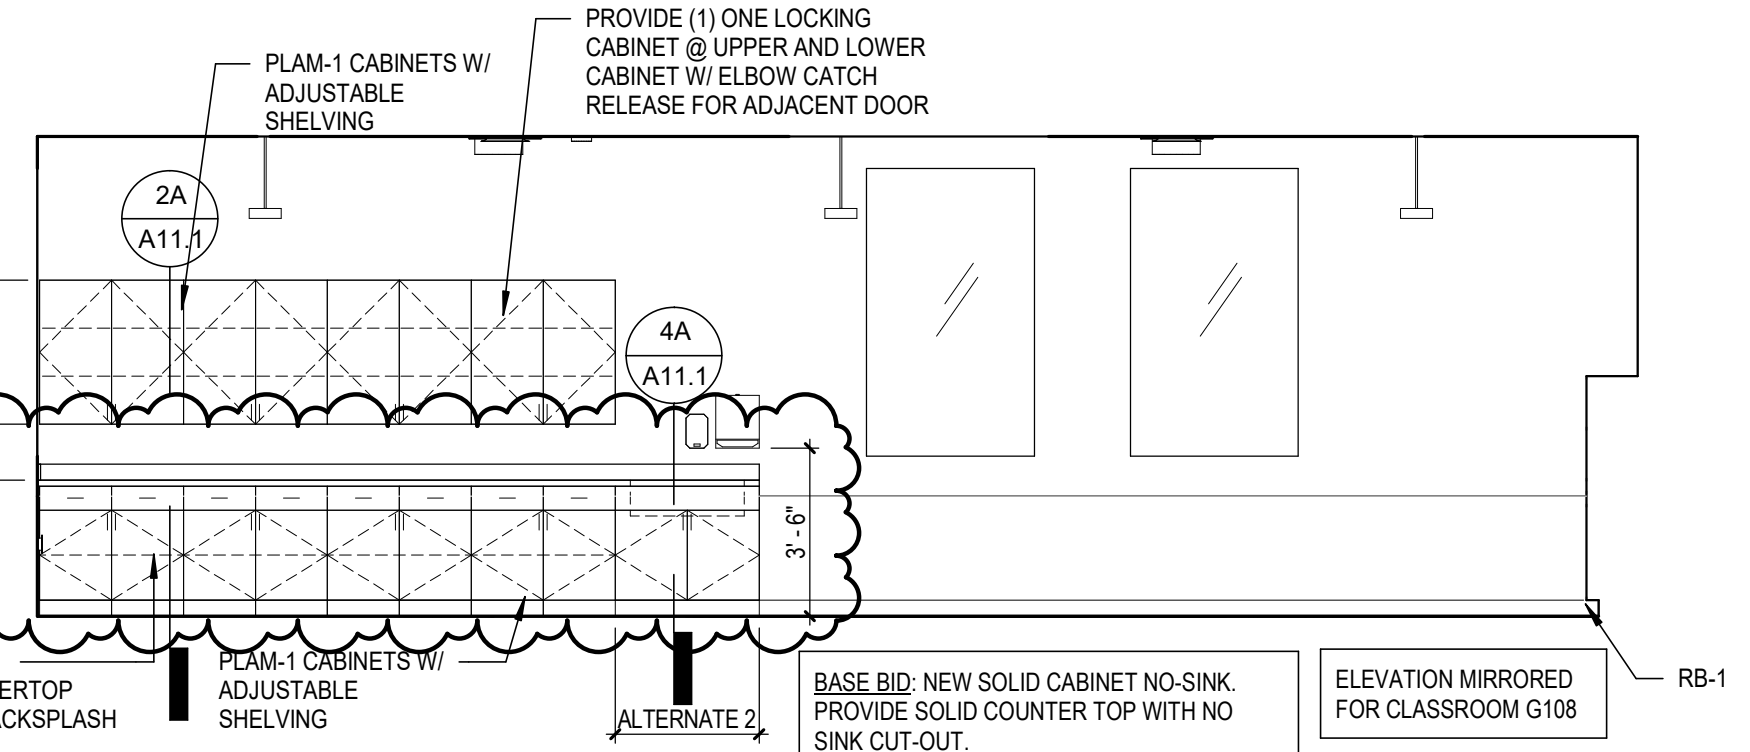 PROVIDE (1) ONE LOCKING
CABINET @ UPPER AND LOWER
CABINET W/ ELBOW CATCH
RELEASE FOR ADJACENT DOOR
PLAM-1 CABINETS W/
ADJUSTABLE
SHELVING
2A
A11.1
4A
A11.1
3' - 6"
ERTOP
ACKSPLASH
PLAM-1 CABINETS W/
ADJUSTABLE
SHELVING
ALTERNATE 2
BASE BID: NEW SOLID CABINET NO-SINK.
PROVIDE SOLID COUNTER TOP WITH NO
SINK CUT-OUT.
ELEVATION MIRRORED
FOR CLASSROOM G108
RB-1